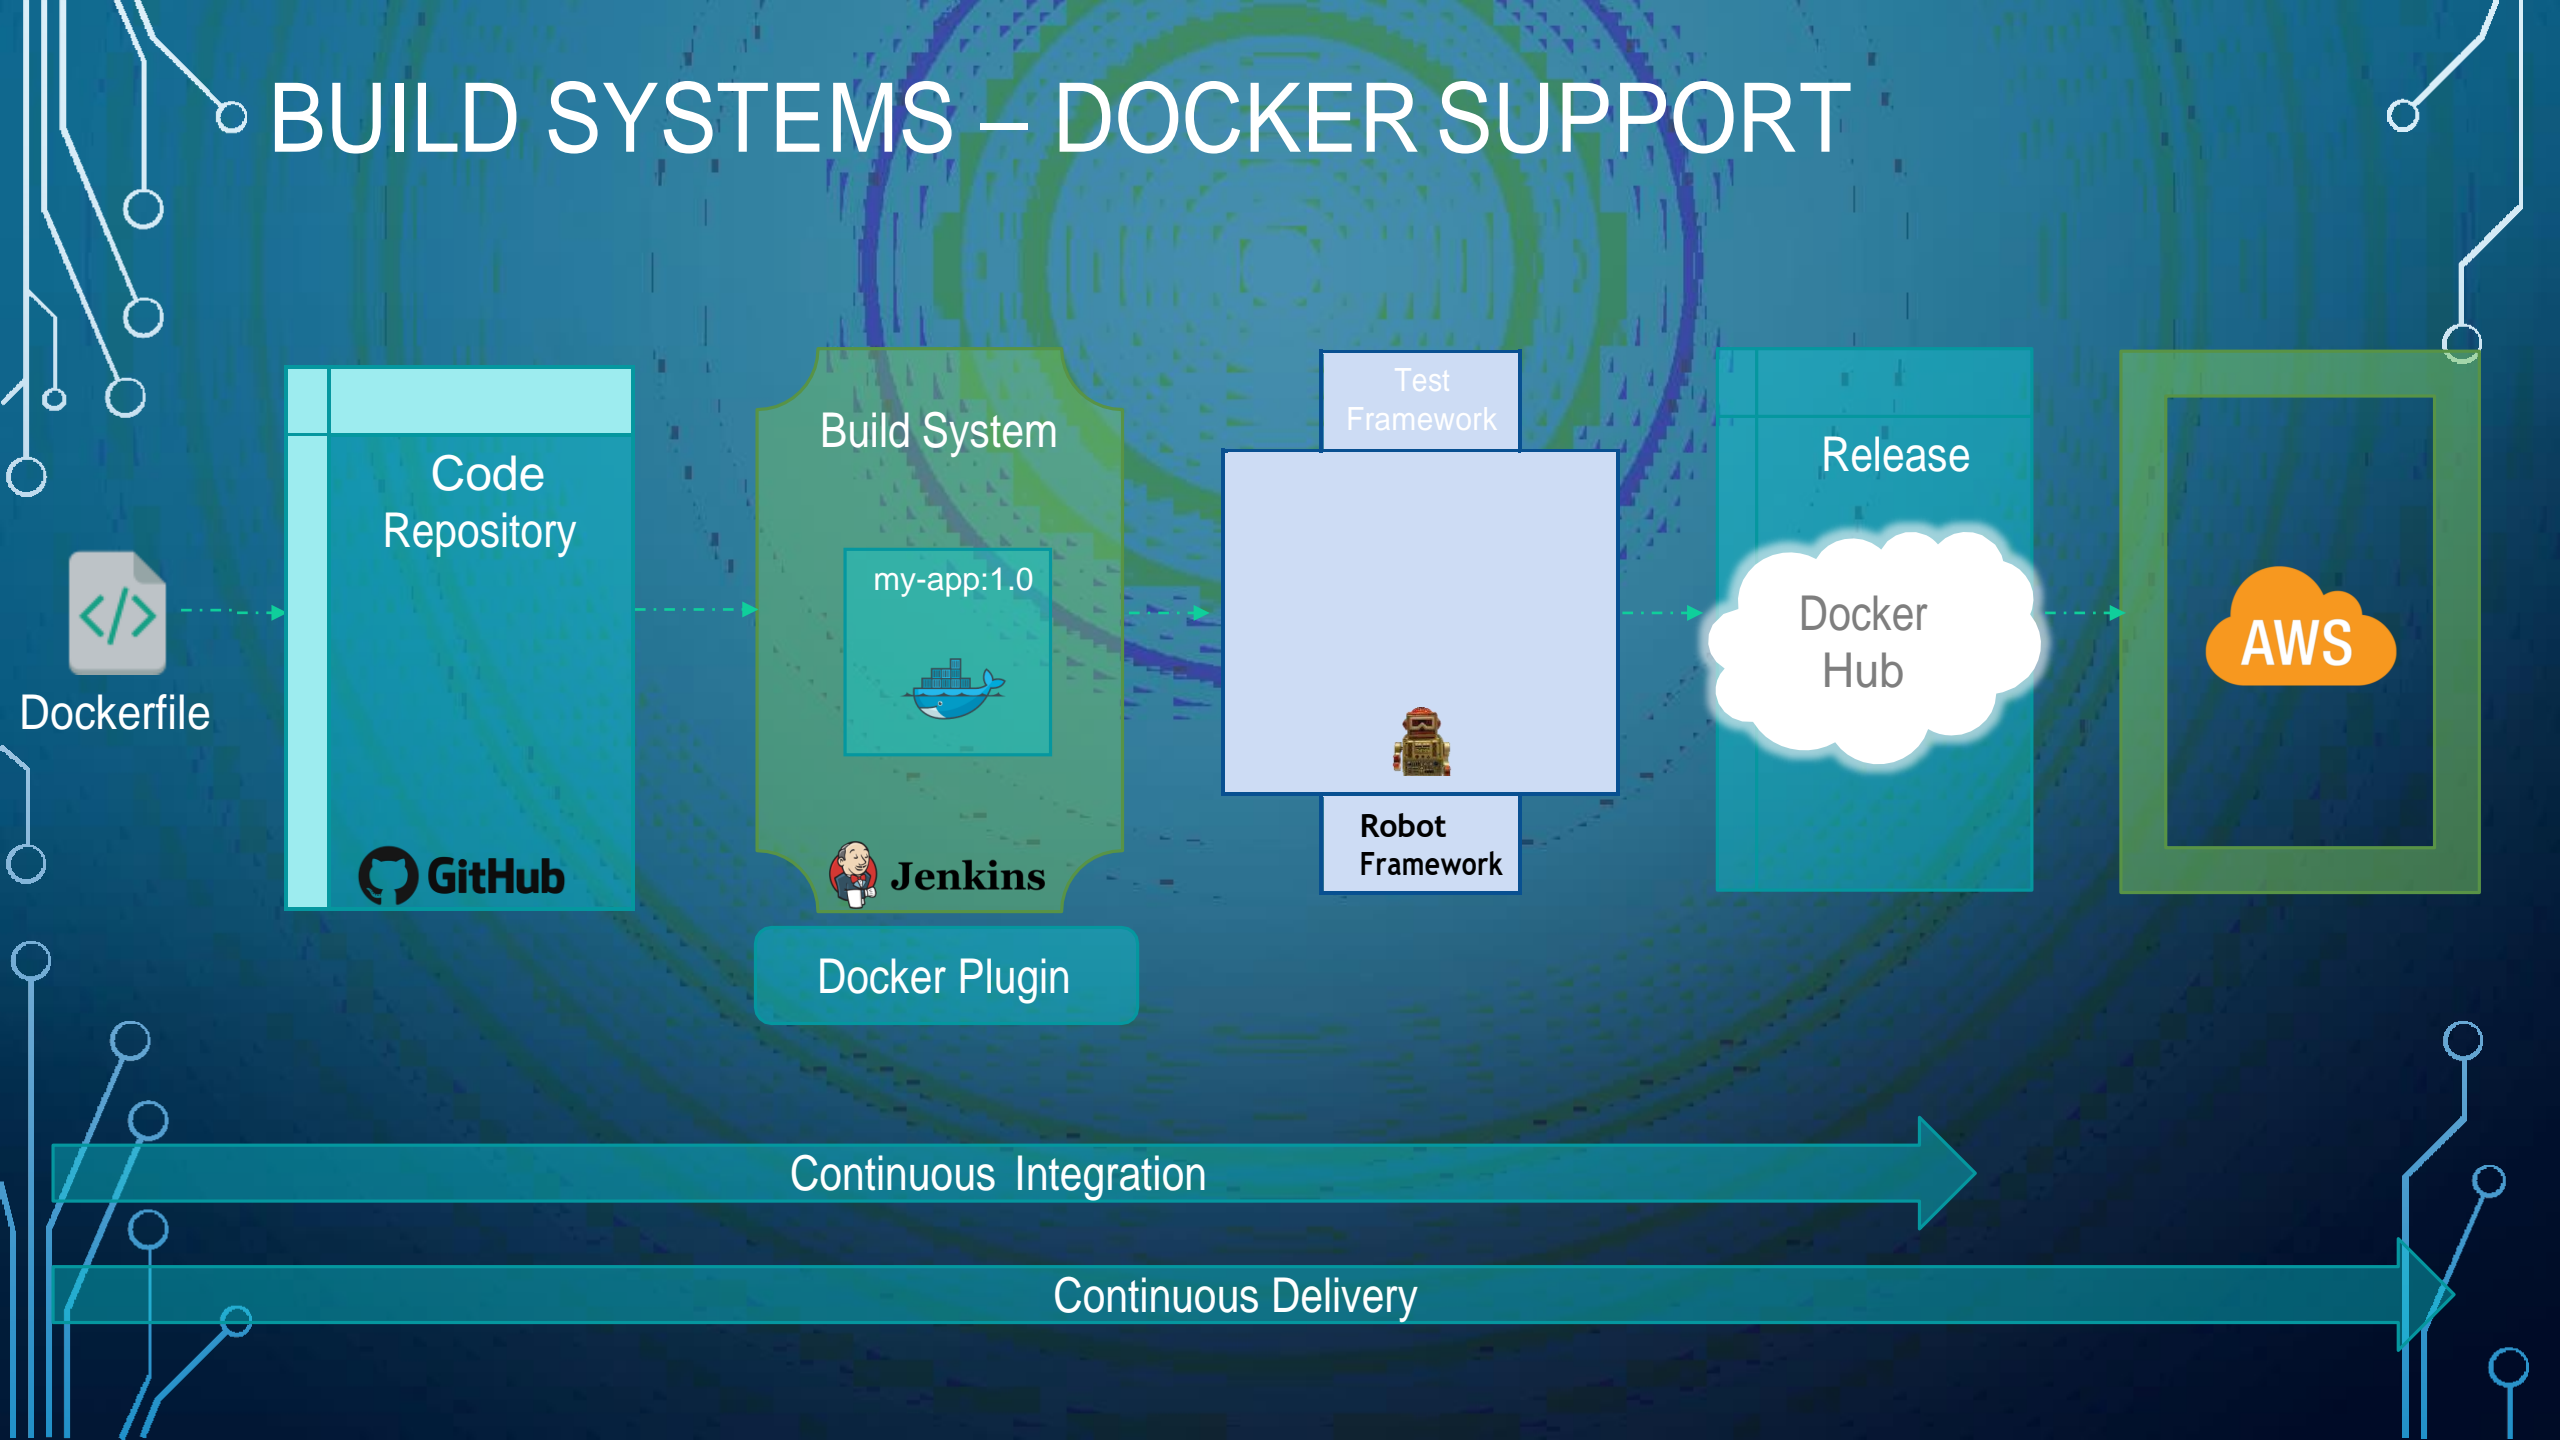 BUILD SYSTEMS – DOCKER SUPPORT
Dockerfile
Code
Repository
GitHub
Build System
my-app:1.0
Jenkins
Docker Plugin
Test
Framework
Robot
Framework
Release
Docker
Hub
AWS
Continuous Integration
Continuous Delivery